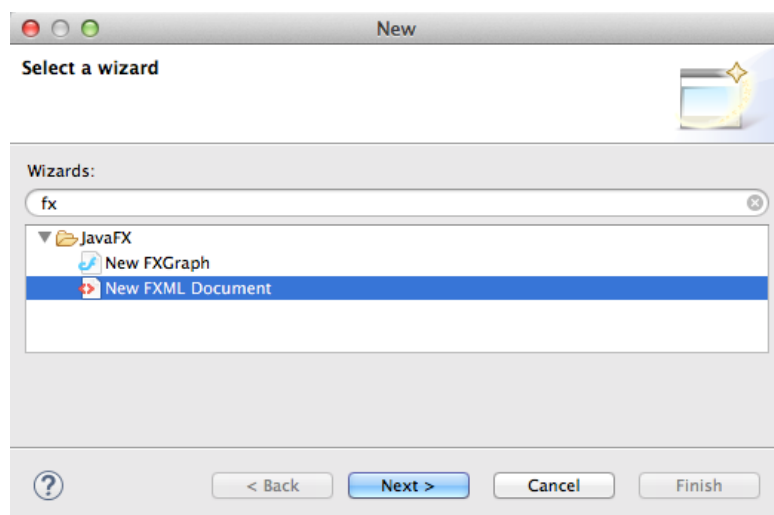 New
Select a wizard
Wizards:
fx
JavaFX
New FXGraph
New FXML Document
? < Back Next > Cancel Finish